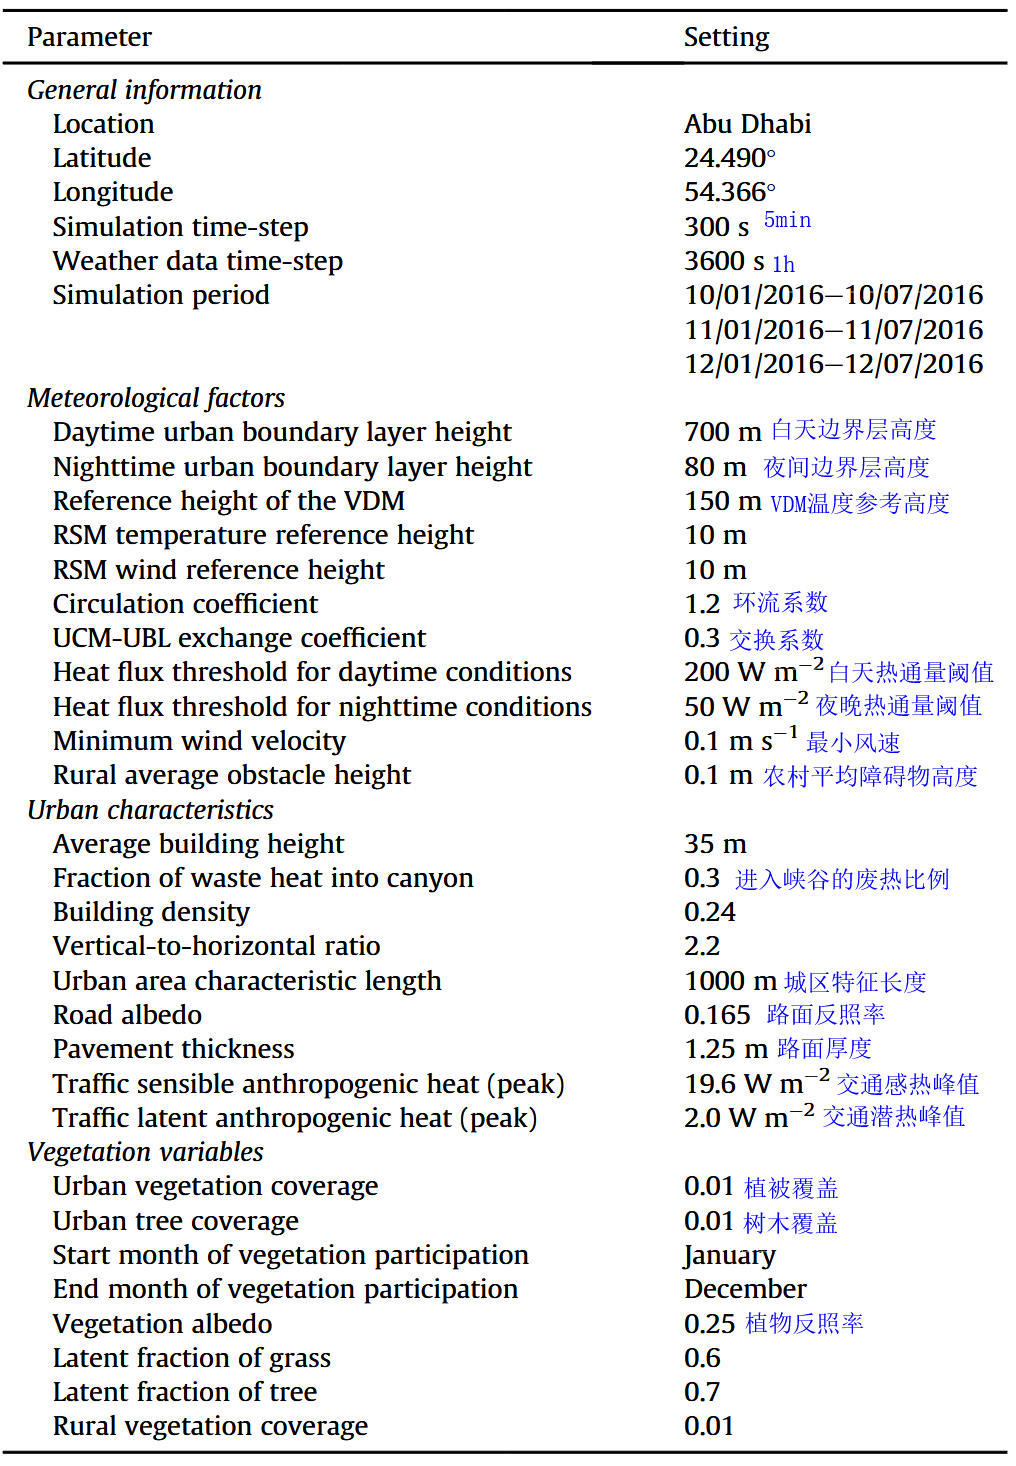 Parameter Setting
General information
Location Abu Dhabi
Latitude 24.490°
Longitude 54.366°
Simulation time-step 300 s 5min
Weather data time-step 3600 s 1h
Simulation period 10/01/2016−10/07/2016
11/01/2016−11/07/2016
12/01/2016−12/07/2016
Meteorological factors
Daytime urban boundary layer height 700 m 白天边界层高度
Nighttime urban boundary layer height 80 m 夜间边界层高度
Reference height of the VDM 150 m VDM温度参考高度
RSM temperature reference height 10 m
RSM wind reference height 10 m
Circulation coefficient 1.2 环流系数
UCM-UBL exchange coefficient 0.3 交换系数
Heat flux threshold for daytime conditions 200 W m⁻² 白天热通量阈值
Heat flux threshold for nighttime conditions 50 W m⁻² 夜晚热通量阈值
Minimum wind velocity 0.1 m s⁻¹ 最小风速
Rural average obstacle height 0.1 m 农村平均障碍物高度
Urban characteristics
Average building height 35 m
Fraction of waste heat into canyon 0.3 进入峡谷的废热比例
Building density 0.24
Vertical-to-horizontal ratio 2.2
Urban area characteristic length 1000 m 城区特征长度
Road albedo 0.165 路面反照率
Pavement thickness 1.25 m 路面厚度
Traffic sensible anthropogenic heat (peak) 19.6 W m⁻² 交通感热峰值
Traffic latent anthropogenic heat (peak) 2.0 W m⁻² 交通潜热峰值
Vegetation variables
Urban vegetation coverage 0.01 植被覆盖
Urban tree coverage 0.01 树木覆盖
Start month of vegetation participation January
End month of vegetation participation December
Vegetation albedo 0.25 植物反照率
Latent fraction of grass 0.6
Latent fraction of tree 0.7
Rural vegetation coverage 0.01